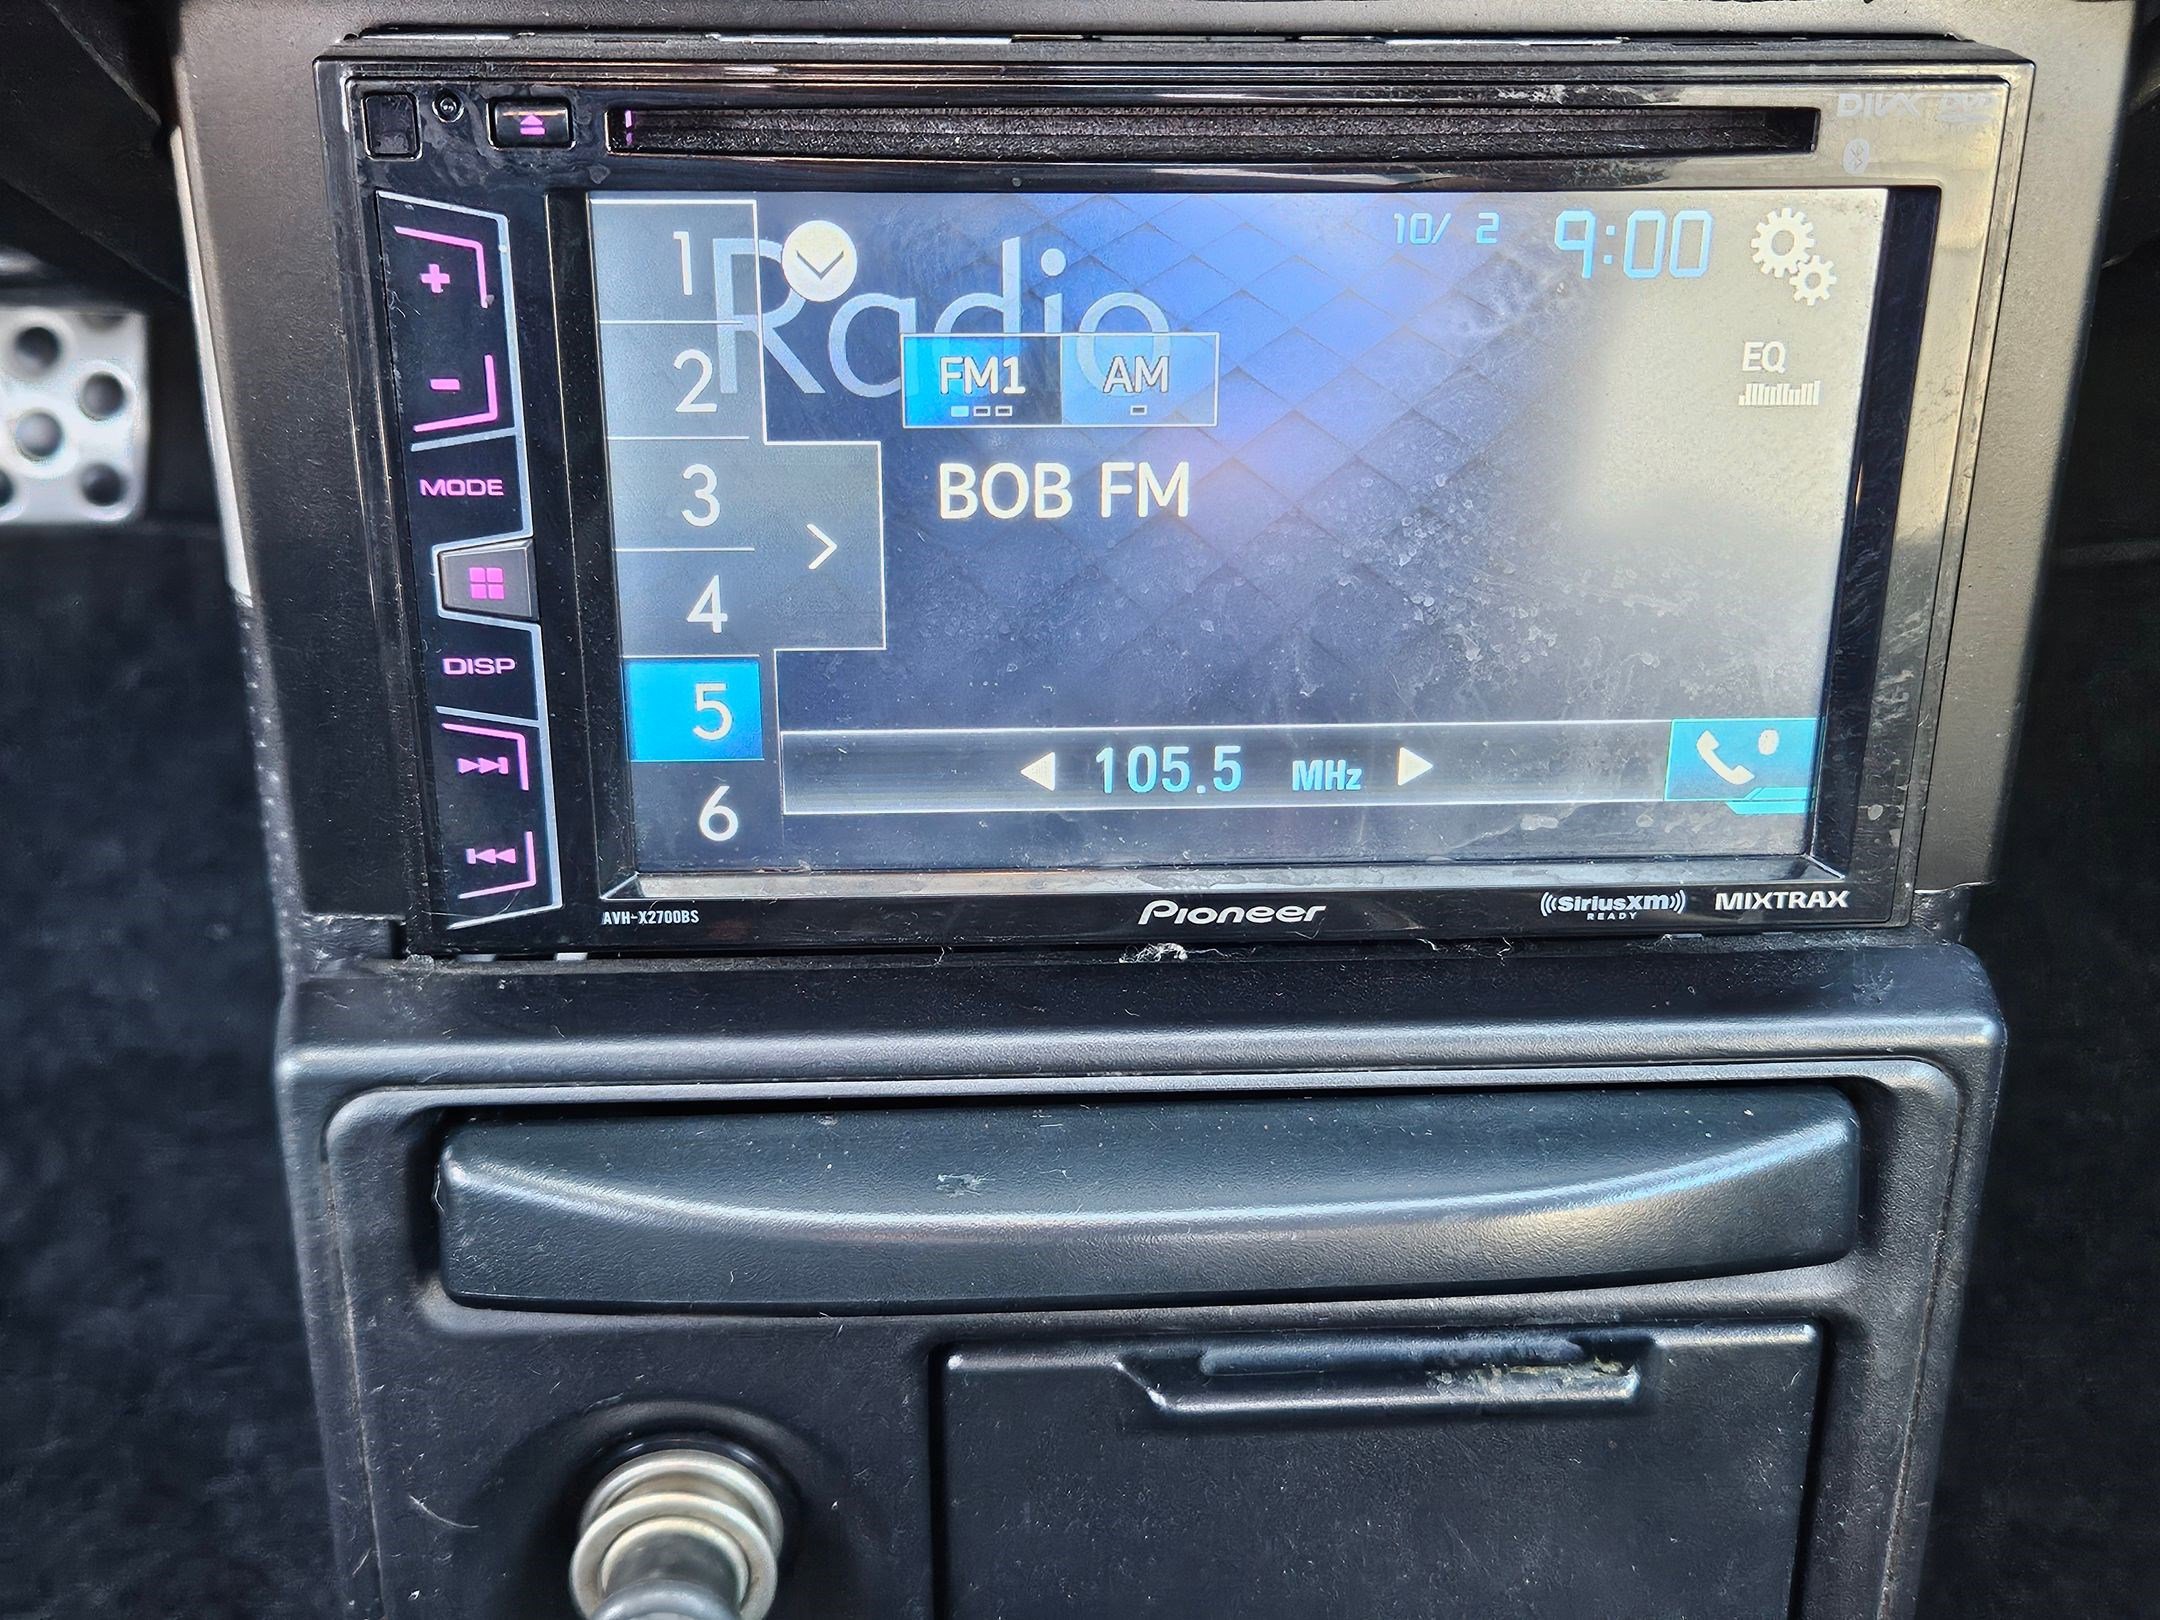 DIVX DVD
1
Radio
10/ 2 9:00
2
FM1 AM
EQ
3
BOB FM
MODE
4
DISP
5
105.5 MHz
6
AVH-X2700BS
Pioneer
((SiriusXM))
READY
MIXTRAX